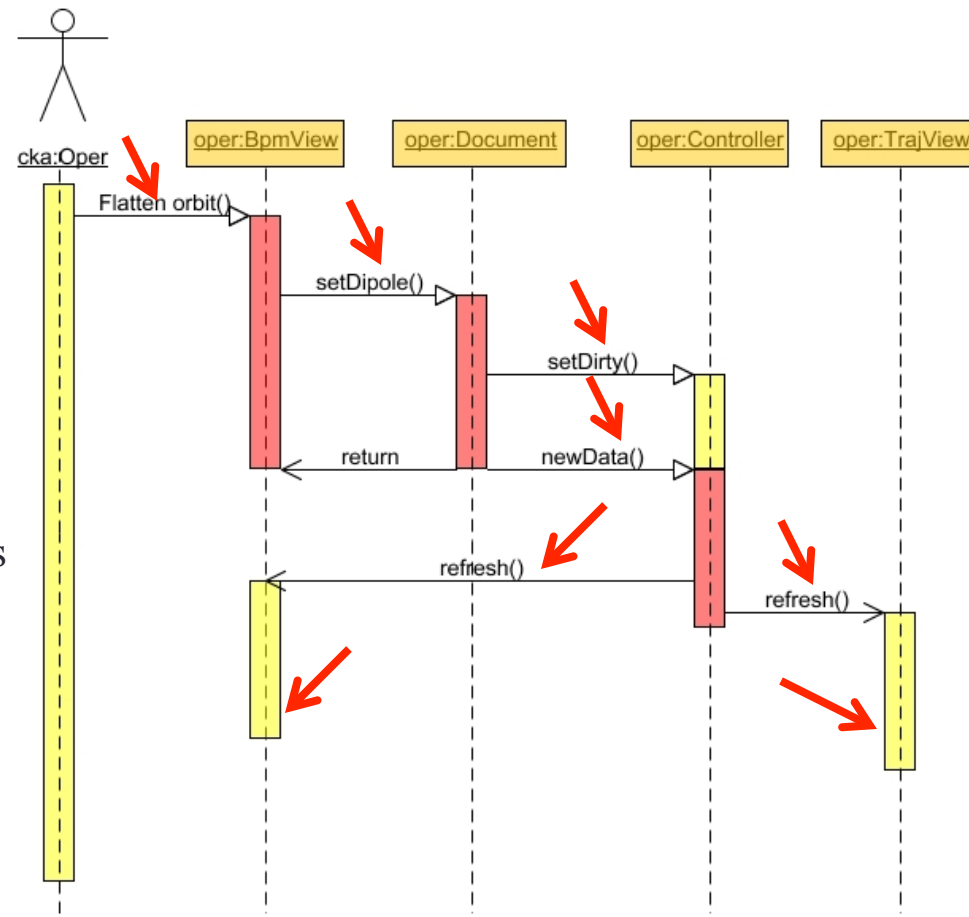 oper:BpmView
oper:Document
oper:Controller
oper:TrajView
cka:Oper
Flatten orbit()
setDipole()
setDirty()
return
newData()
s
refresh()
refresh()